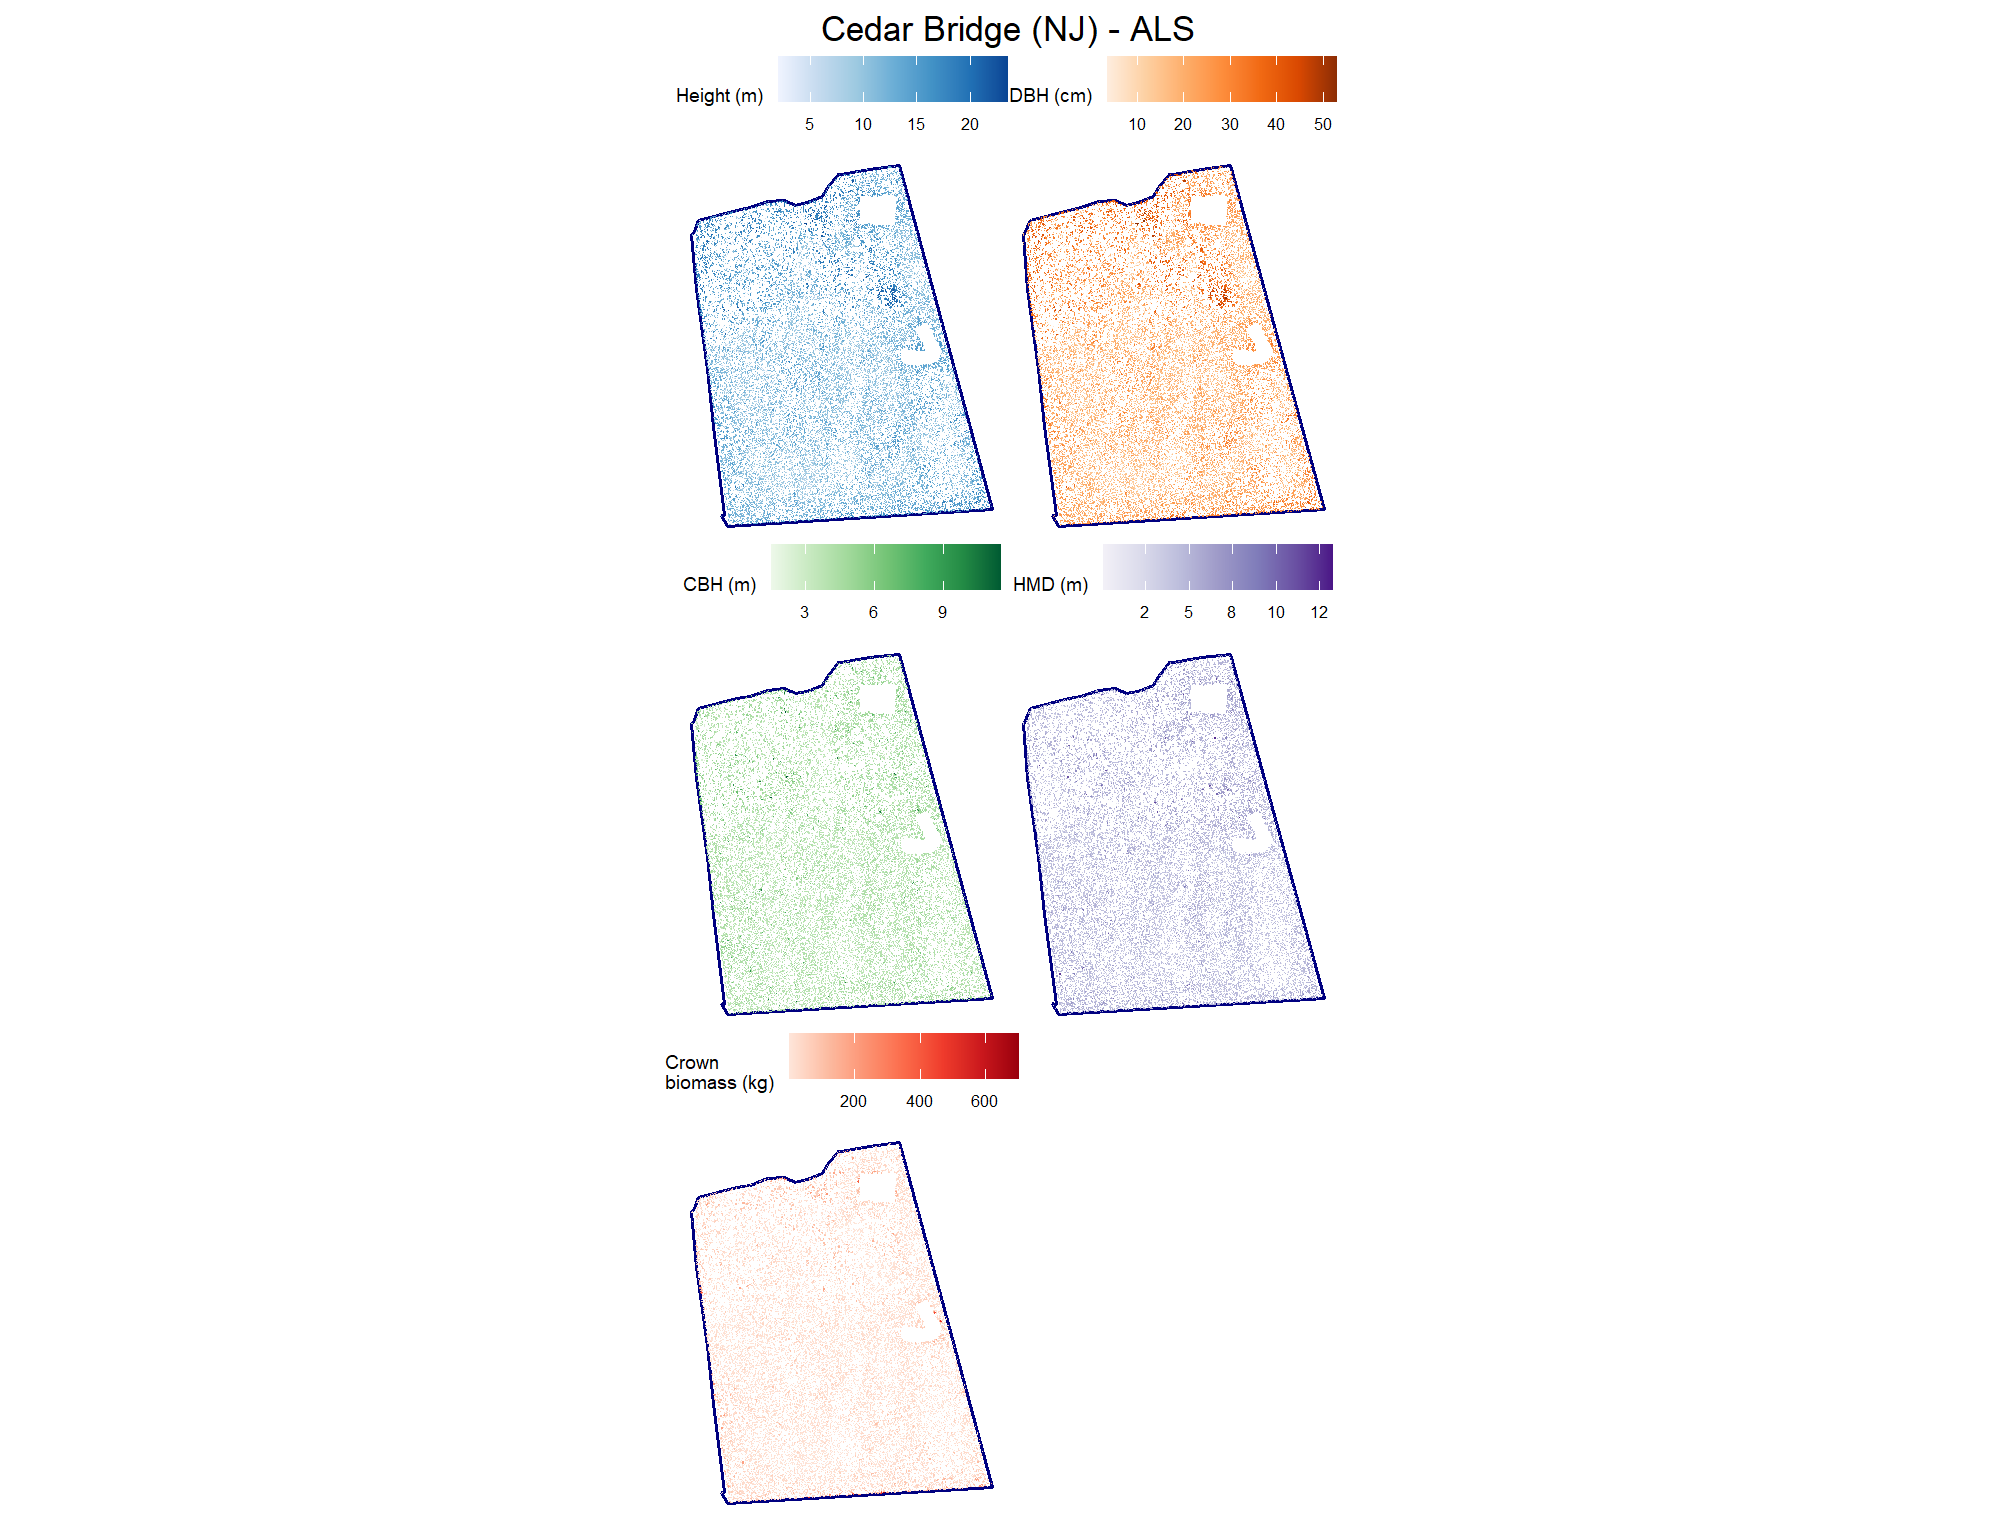 Cedar Bridge (NJ) - ALS
Height (m)
5 10 15 20
DBH (cm)
10 20 30 40 50
CBH (m)
3 6 9
HMD (m)
2 5 8 10 12
Crown
biomass (kg)
200 400 600